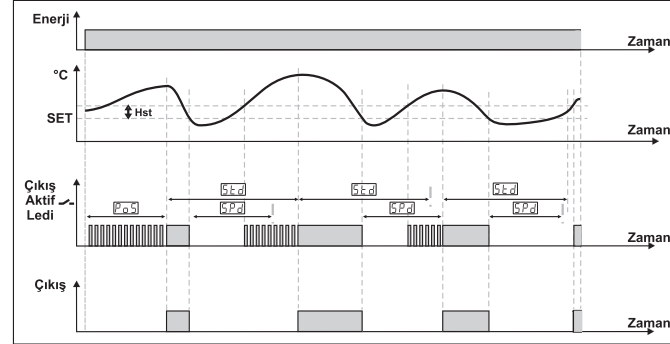 Enerji
Zaman
°C
Hst
SET
Zaman
Çıkış
Aktif
Ledi
Std
Std
Std
PoS
SPd
SPd
SPd
Zaman
Çıkış
Zaman